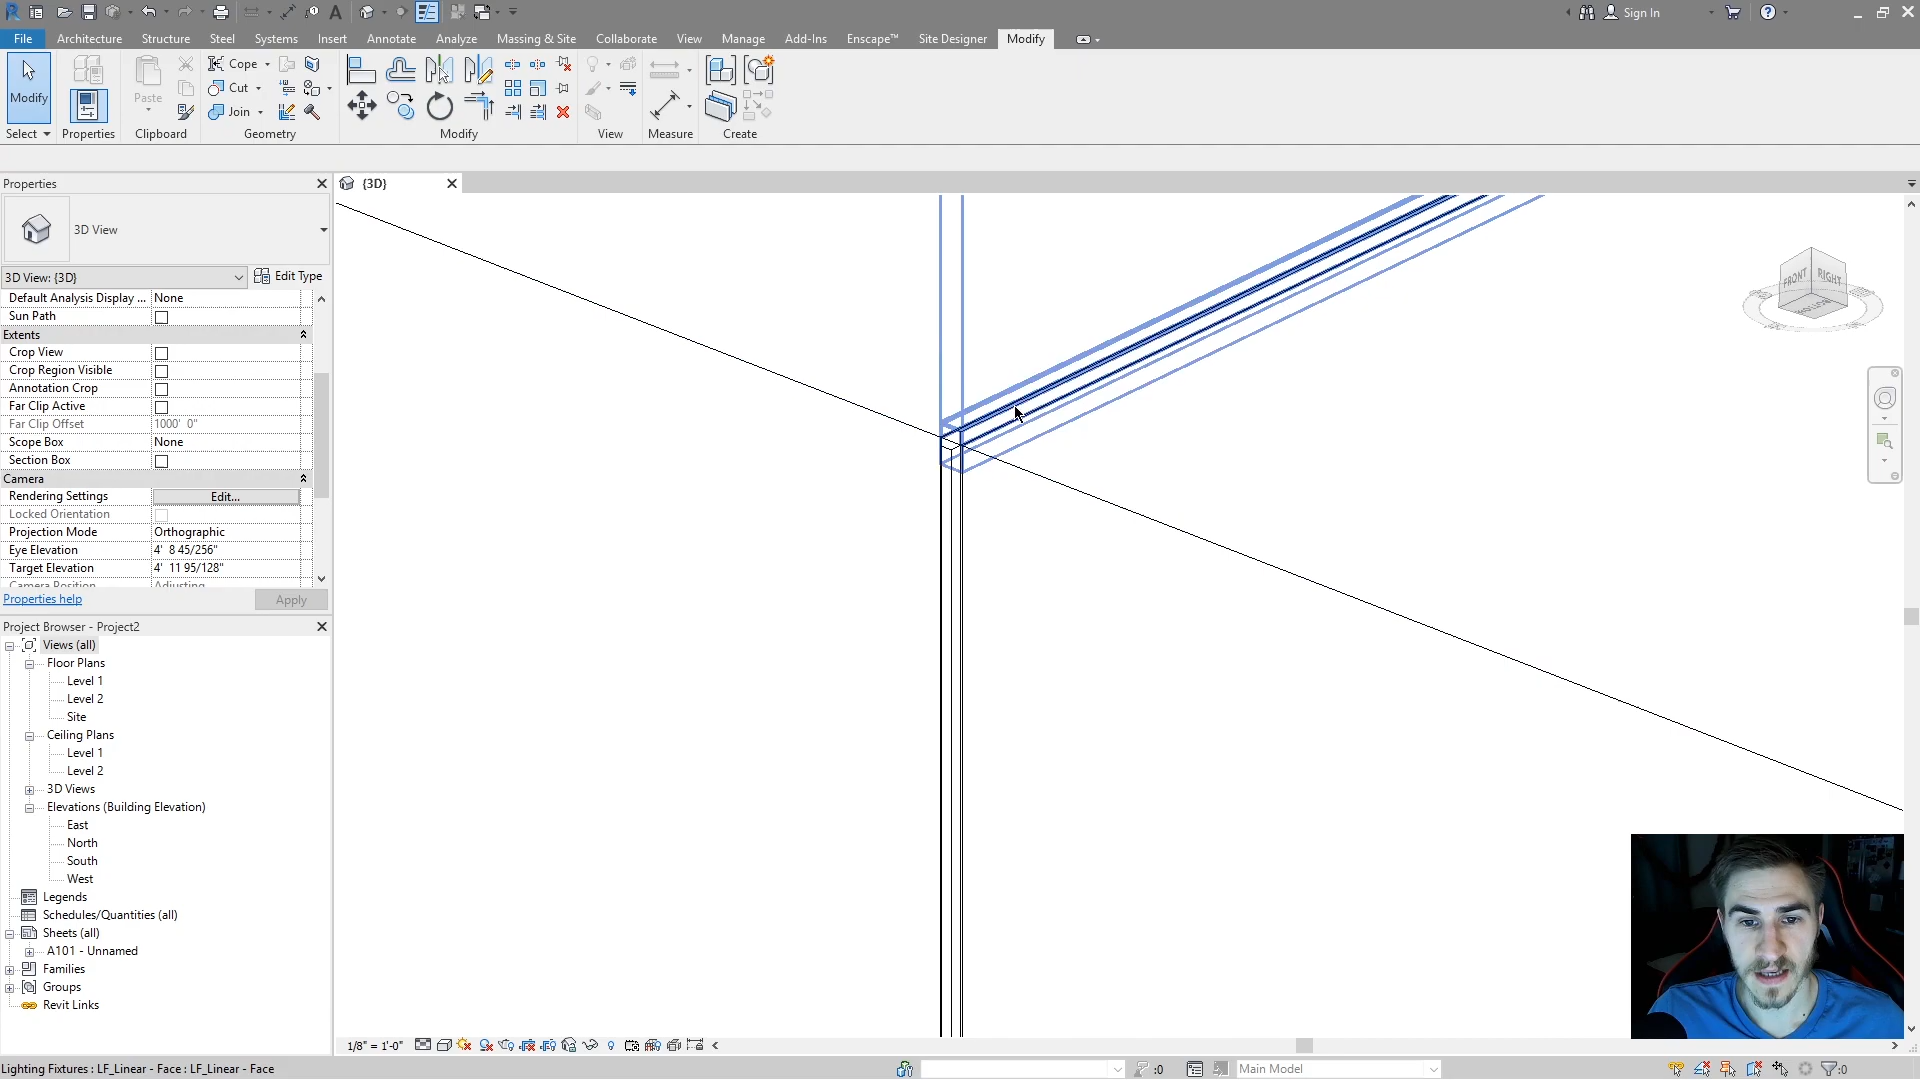 Sign In
File
Architecture
Structure
Steel
Systems
Insert
Annotate
Analyze
Massing & Site
Collaborate
View
Manage
Add-Ins
Enscape™
Site Designer
Modify
Modify
Paste
Cope
Cut
Join
Select
Properties
Clipboard
Geometry
Modify
View
Measure
Create
Properties
{3D}
3D View
3D View: {3D}
Edit Type
Default Analysis Display ... None
Sun Path
Extents
Crop View
Crop Region Visible
Annotation Crop
Far Clip Active
Far Clip Offset 1000' 0"
Scope Box None
Section Box
Camera
Rendering Settings Edit...
Locked Orientation
Projection Mode Orthographic
Eye Elevation 4' 8 45/256"
Target Elevation 4' 11 95/128"
Camera Position Adjusting
Properties help
Apply
FRONT
RIGHT
BOTTOM
Project Browser - Project2
Views (all)
Floor Plans
Level 1
Level 2
Site
Ceiling Plans
Level 1
Level 2
3D Views
Elevations (Building Elevation)
East
North
South
West
Legends
Schedules/Quantities (all)
Sheets (all)
A101 - Unnamed
Families
Groups
Revit Links
1/8" = 1'-0"
Lighting Fixtures : LF_Linear - Face : LF_Linear - Face
:0
Main Model
:0